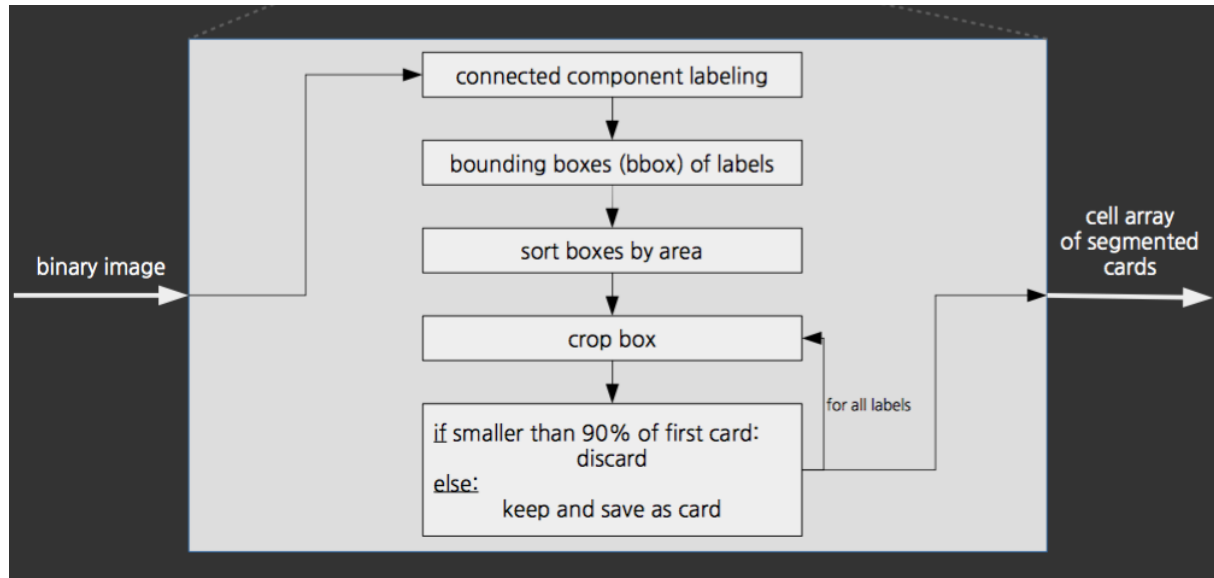 connected component labeling
bounding boxes (bbox) of labels
sort boxes by area
binary image
cell array
of segmented
cards
crop box
for all labels
if smaller than 90% of first card:
discard
else:
keep and save as card